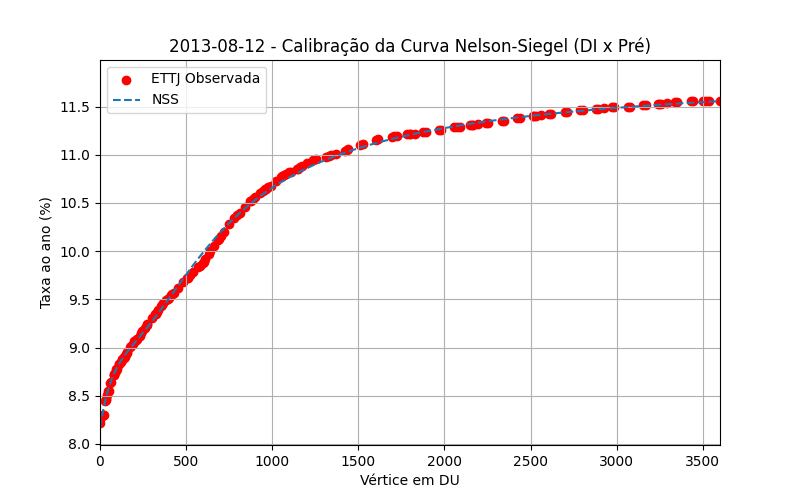 2013-08-12 - Calibração da Curva Nelson-Siegel (DI x Pré)
ETTJ Observada
NSS
Taxa ao ano (%)
11.5
11.0
10.5
10.0
9.5
9.0
8.5
8.0
0 500 1000 1500 2000 2500 3000 3500
Vértice em DU